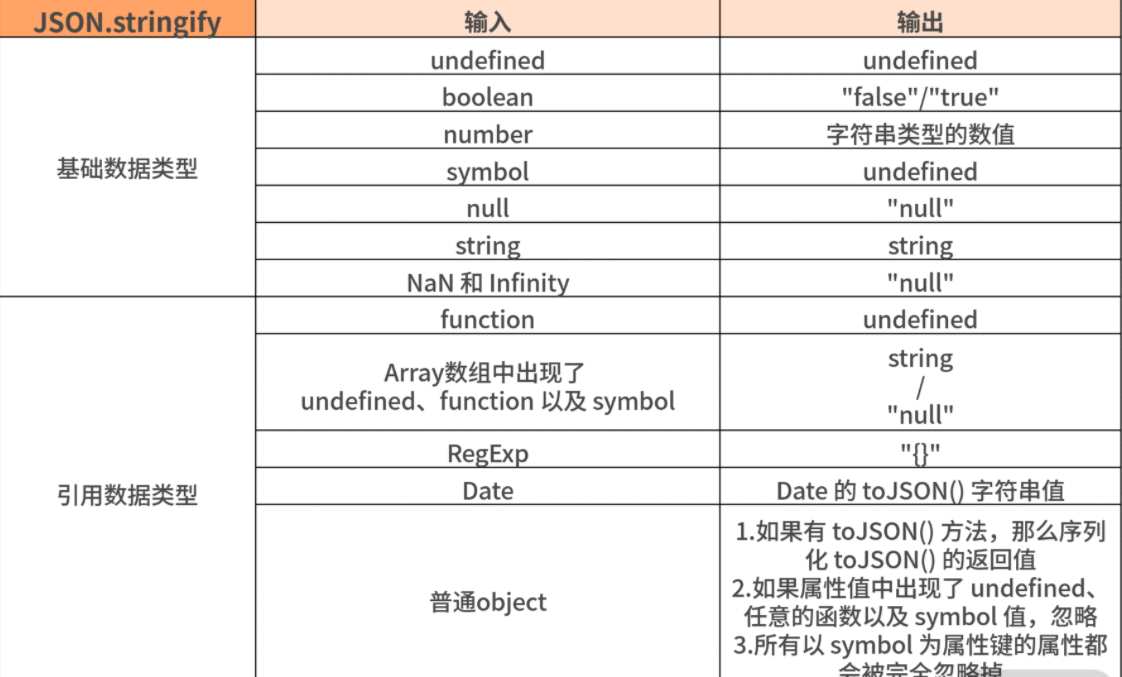 JSON.stringify 输入 输出
基础数据类型
undefined undefined
boolean "false"/"true"
number 字符串类型的数值
symbol undefined
null "null"
string string
NaN 和 Infinity "null"
引用数据类型
function undefined
Array数组中出现了
undefined、function 以及 symbol
string
/
"null"
RegExp "{}"
Date Date 的 toJSON() 字符串值
普通object
1.如果有 toJSON() 方法，那么序列
化 toJSON() 的返回值
2.如果属性值中出现了 undefined、
任意的函数以及 symbol 值，忽略
3.所有以 symbol 为属性键的属性都
会被完全忽略掉